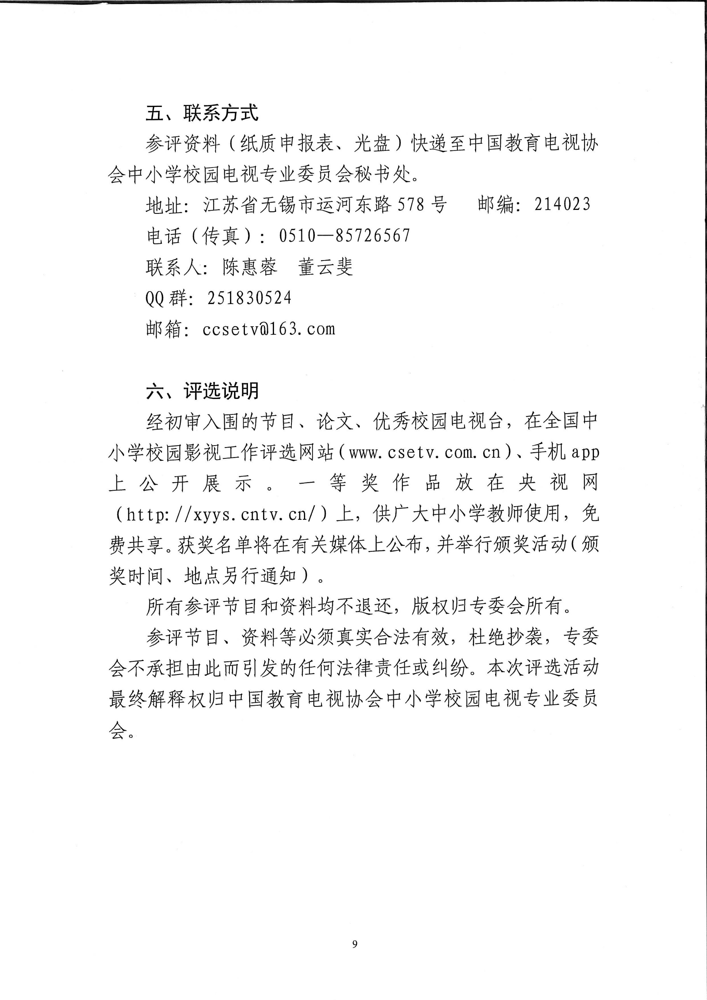 五、联系方式
参评资料（纸质申报表、光盘）快递至中国教育电视协
会中小学校园电视专业委员会秘书处。
地址：江苏省无锡市运河东路 578 号 邮编：214023
电话（传真）：0510—85726567
联系人：陈惠蓉 董云斐
QQ 群：251830524
邮箱：ccsetv@163.com
六、评选说明
经初审入围的节目、论文、优秀校园电视台，在全国中
小学校园影视工作评选网站（www.csetv.com.cn）、手机 app
上公开展示。一等奖作品放在央视网
（http://xyys.cntv.cn/）上，供广大中小学教师使用，免
费共享。获奖名单将在有关媒体上公布，并举行颁奖活动（颁
奖时间、地点另行通知）。
所有参评节目和资料均不退还，版权归专委会所有。
参评节目、资料等必须真实合法有效，杜绝抄袭，专委
会不承担由此而引发的任何法律责任或纠纷。本次评选活动
最终解释权归中国教育电视协会中小学校园电视专业委员
会。
9